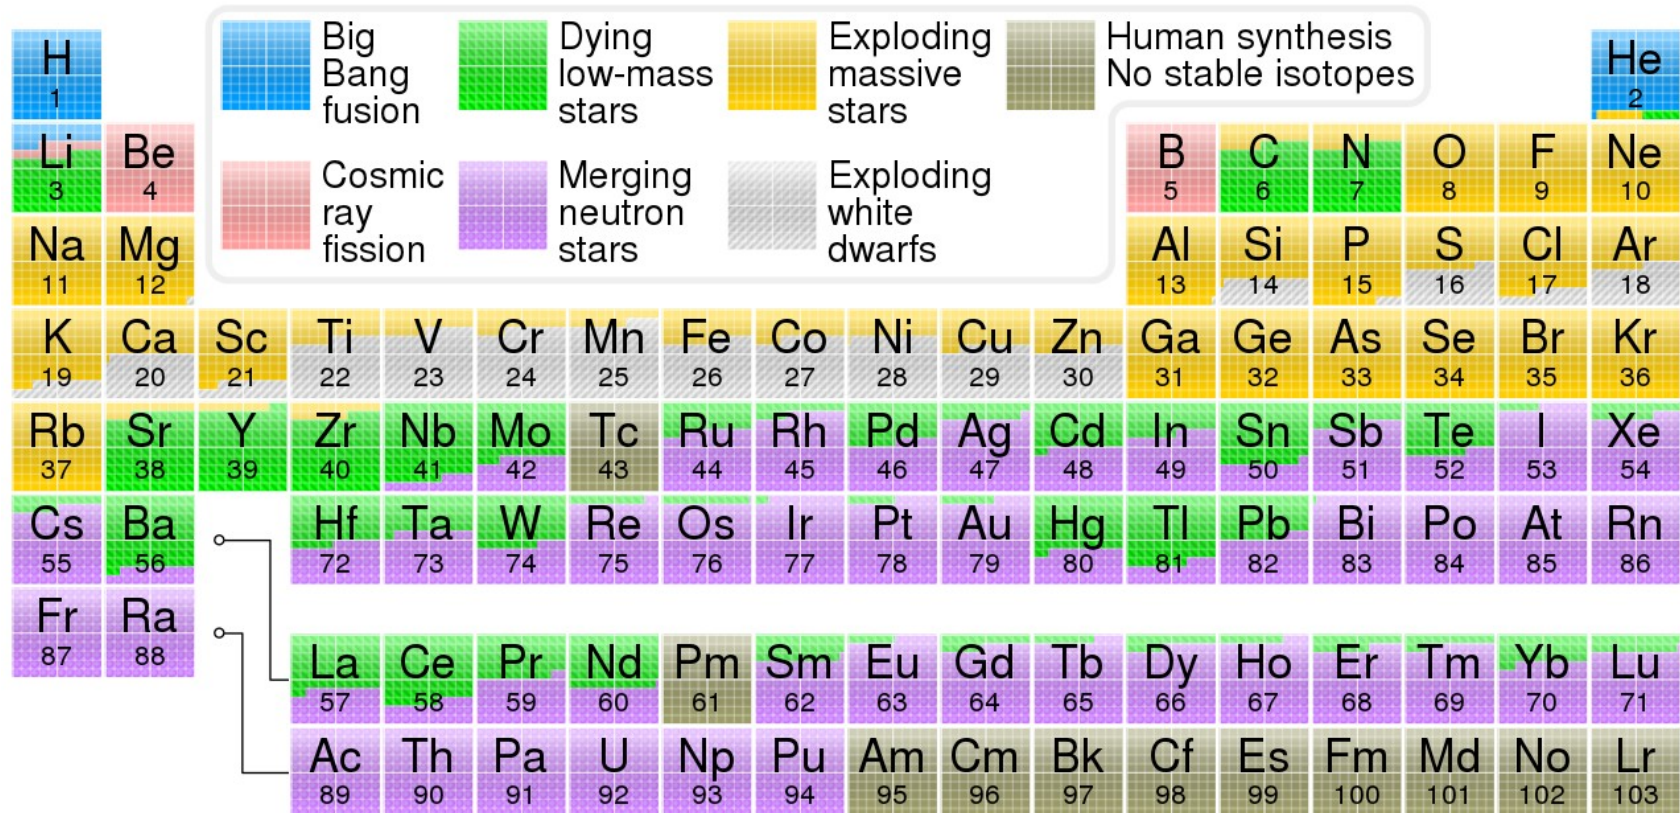 Big Bang fusion
Dying low-mass stars
Exploding massive stars
Human synthesis No stable isotopes
Cosmic ray fission
Merging neutron stars
Exploding white dwarfs
H 1
He 2
Li 3
Be 4
B 5
C 6
N 7
O 8
F 9
Ne 10
Na 11
Mg 12
Al 13
Si 14
P 15
S 16
Cl 17
Ar 18
K 19
Ca 20
Sc 21
Ti 22
V 23
Cr 24
Mn 25
Fe 26
Co 27
Ni 28
Cu 29
Zn 30
Ga 31
Ge 32
As 33
Se 34
Br 35
Kr 36
Rb 37
Sr 38
Y 39
Zr 40
Nb 41
Mo 42
Tc 43
Ru 44
Rh 45
Pd 46
Ag 47
Cd 48
In 49
Sn 50
Sb 51
Te 52
I 53
Xe 54
Cs 55
Ba 56
Hf 72
Ta 73
W 74
Re 75
Os 76
Ir 77
Pt 78
Au 79
Hg 80
Tl 81
Pb 82
Bi 83
Po 84
At 85
Rn 86
Fr 87
Ra 88
La 57
Ce 58
Pr 59
Nd 60
Pm 61
Sm 62
Eu 63
Gd 64
Tb 65
Dy 66
Ho 67
Er 68
Tm 69
Yb 70
Lu 71
Ac 89
Th 90
Pa 91
U 92
Np 93
Pu 94
Am 95
Cm 96
Bk 97
Cf 98
Es 99
Fm 100
Md 101
No 102
Lr 103